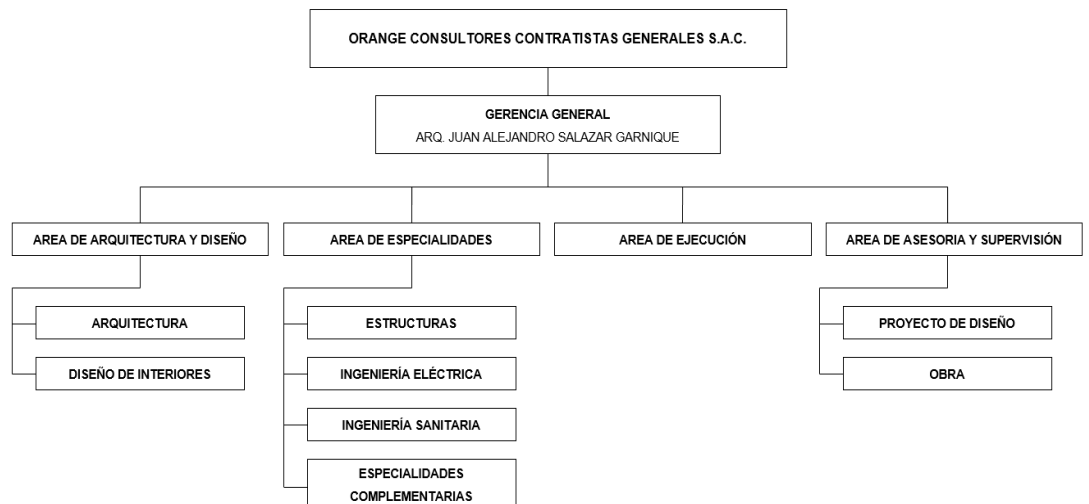 ORANGE CONSULTORES CONTRATISTAS GENERALES S.A.C.
GERENCIA GENERAL
ARQ. JUAN ALEJANDRO SALAZAR GARNIQUE
AREA DE ARQUITECTURA Y DISEÑO
ARQUITECTURA
DISEÑO DE INTERIORES
AREA DE ESPECIALIDADES
ESTRUCTURAS
INGENIERÍA ELÉCTRICA
INGENIERÍA SANITARIA
ESPECIALIDADES
COMPLEMENTARIAS
AREA DE EJECUCIÓN
AREA DE ASESORIA Y SUPERVISIÓN
PROYECTO DE DISEÑO
OBRA